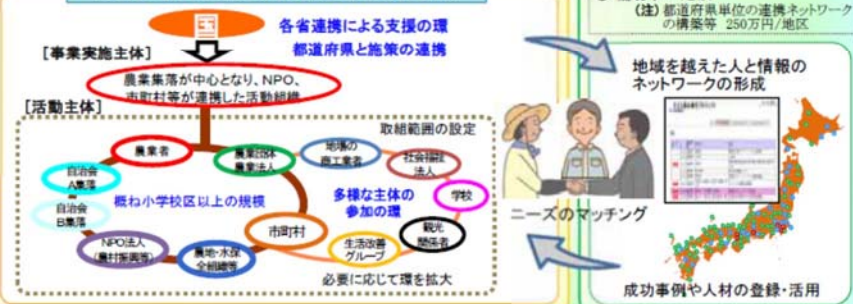 (注) 都道府県単位の連携ネットワーク
の構築等 250万円/地区
国
各省連携による支援の環
都道府県と施策の連携
[事業実施主体]
農業集落が中心となり、NPO、
市町村等が連携した活動組織
[活動主体]
取組範囲の設定
農業者
農業団体
農業法人
地場の
商工業者
社会福祉
法人
自治会
A集落
自治会
B集落
概ね小学校区以上の規模
多様な主体の
参加の環
学校
NPO法人
(農村振興等)
農地・水保
全組織等
市町村
生活改善
グループ
観光
関係者
必要に応じて環を拡大
ニーズのマッチング
地域を越えた人と情報の
ネットワークの形成
成功事例や人材の登録・活用